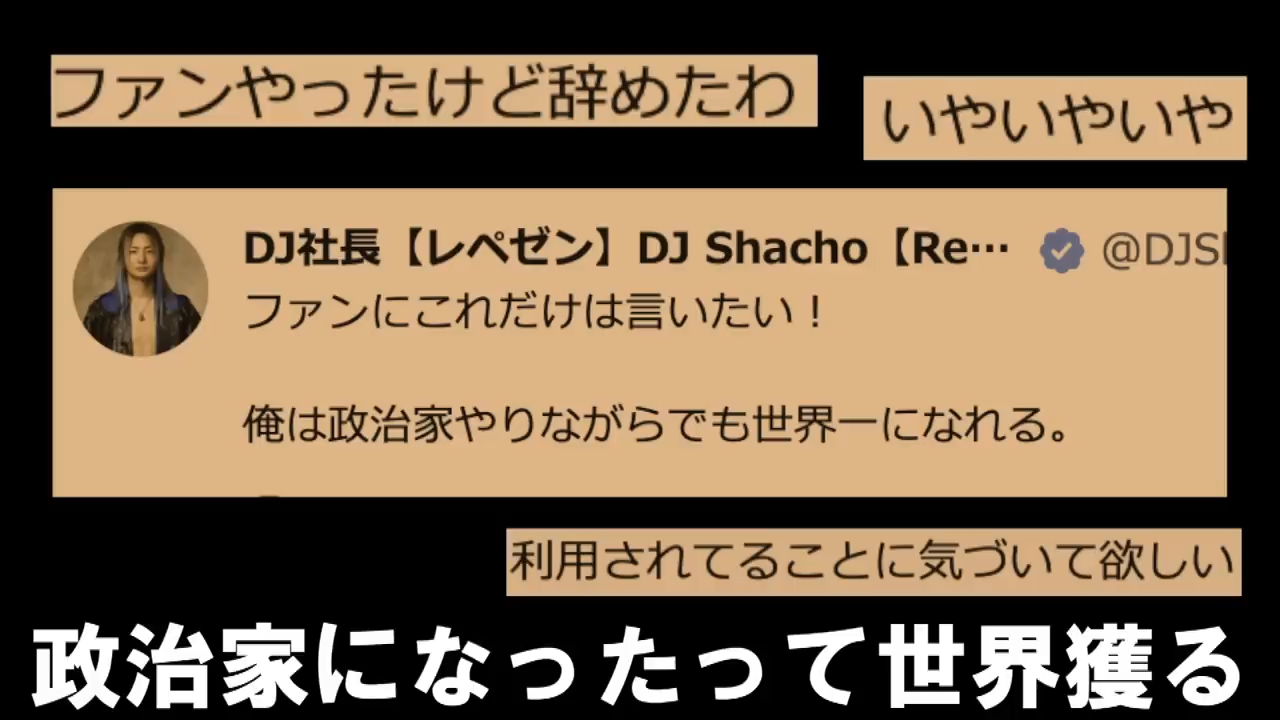 ファンやったけど辞めたわ
いやいやいや
DJ社長【レペゼン】DJ Shacho【Re… @DJS
ファンにこれだけは言いたい！
俺は政治家やりながらでも世界一になれる。
利用されてることに気づいて欲しい
政治家になったって世界獲る